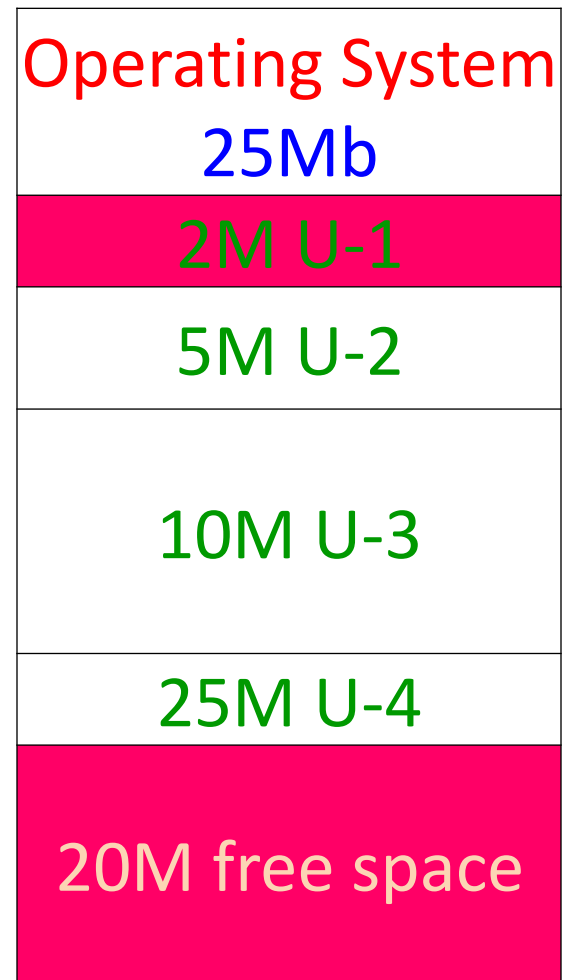 Operating System
25Mb
2M U-1
5M U-2
10M U-3
25M U-4
20M free space